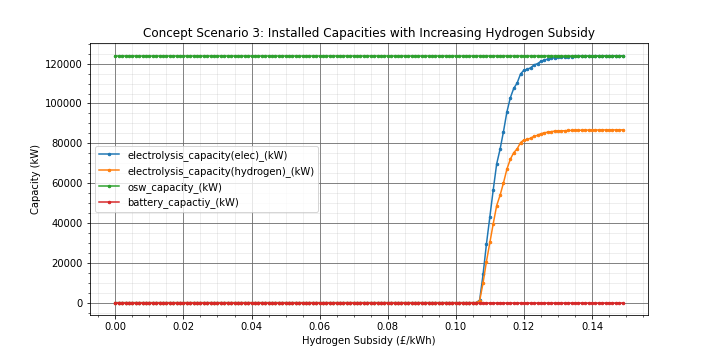 Concept Scenario 3: Installed Capacities with Increasing Hydrogen Subsidy
Capacity (kW)
120000
100000
80000
60000
40000
20000
0
electrolysis_capacity(elec)_(kW)
electrolysis_capacity(hydrogen)_(kW)
osw_capacity_(kW)
battery_capactiy_(kW)
0.00 0.02 0.04 0.06 0.08 0.10 0.12 0.14
Hydrogen Subsidy (£/kWh)